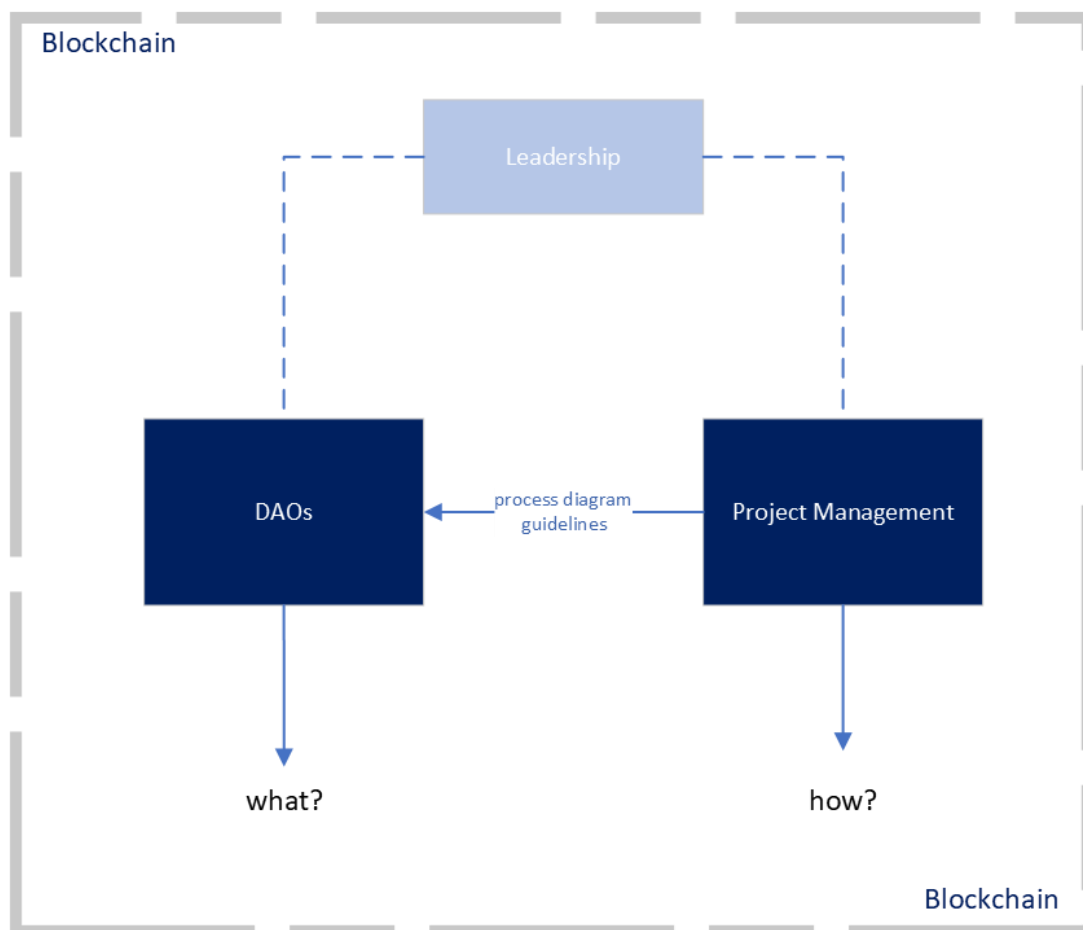 Blockchain
Leadership
DAOs
process diagram
guidelines
Project Management
what?
how?
Blockchain